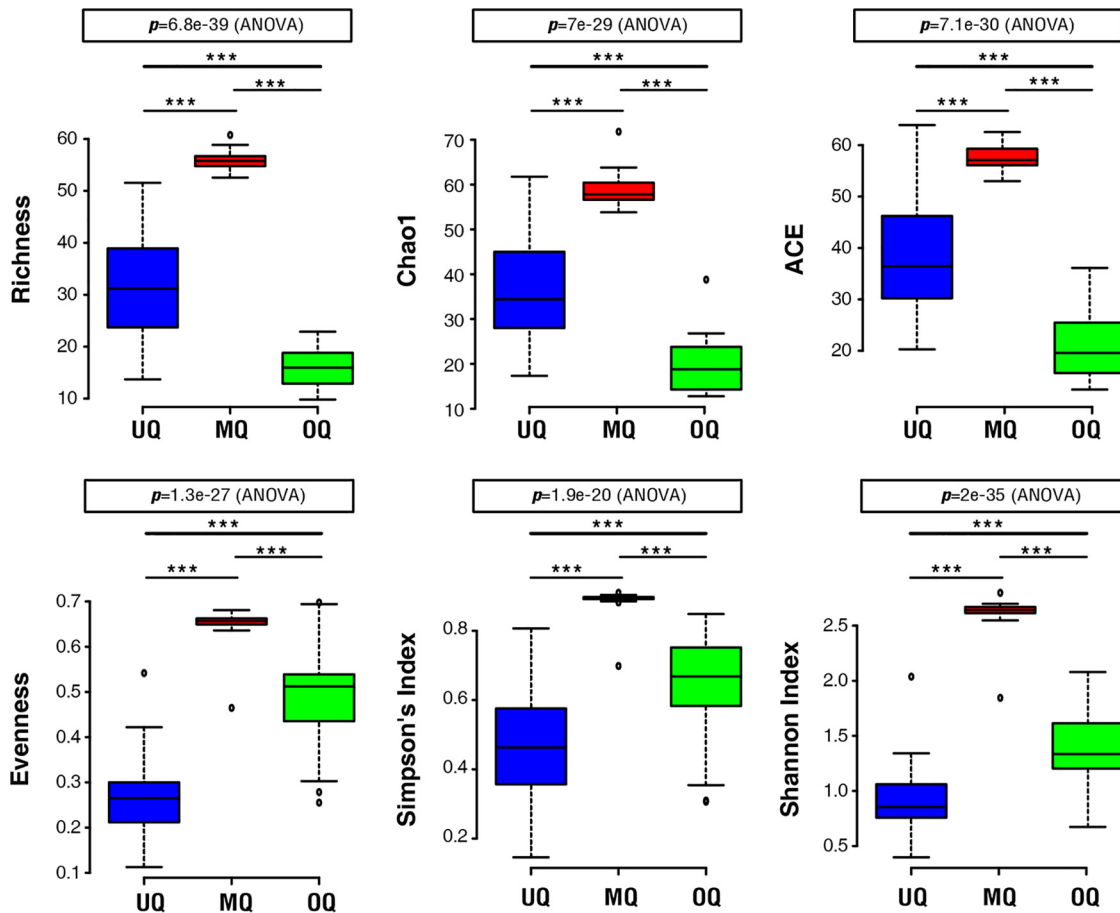 p=6.8e-39 (ANOVA)
***
***
***
Richness
60
50
40
30
20
10
UQ MQ OQ
p=7e-29 (ANOVA)
***
***
***
Chao1
70
60
50
40
30
20
10
UQ MQ OQ
p=7.1e-30 (ANOVA)
***
***
***
ACE
60
50
40
30
20
UQ MQ OQ
p=1.3e-27 (ANOVA)
***
***
***
Evenness
0.7
0.6
0.5
0.4
0.3
0.2
0.1
UQ MQ OQ
p=1.9e-20 (ANOVA)
***
***
***
Simpson's Index
0.8
0.6
0.4
0.2
UQ MQ OQ
p=2e-35 (ANOVA)
***
***
***
Shannon Index
2.5
2.0
1.5
1.0
0.5
UQ MQ OQ